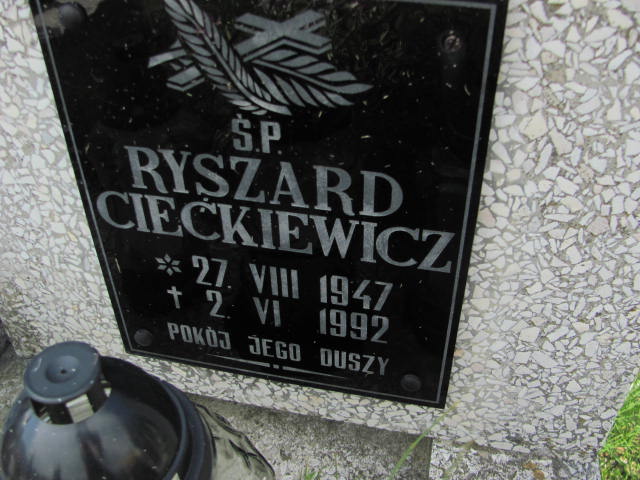 Ś.P
RYSZARD
CIEĆKIEWICZ
27 VIII 1947
2 VI 1992
POKÓJ JEGO DUSZY